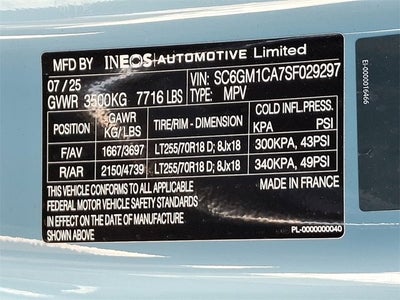 MFD BY INEOS AUTOMOTIVE Limited
07 / 25 VIN: SC6GM1CA7SF029297
GVWR 3500KG 7716 LBS TYPE: MPV
POSITION GAWR KG/LBS TIRE/RIM - DIMENSION COLD INFL.PRESS. KPA PSI
F/AV 1667/3697 LT255/70R18 D; 8Jx18 300KPA, 43PSI
R/AR 2150/4739 LT255/70R18 D; 8Jx18 340KPA, 49PSI
THIS VEHICLE CONFORMS TO ALL APPLICABLE MADE IN FRANCE
FEDERAL MOTOR VEHICLE SAFETY STANDARDS
IN EFFECT ON THE DATE OF MANUFACTURE
SHOWN ABOVE PL-0000000040
EI-0000016466